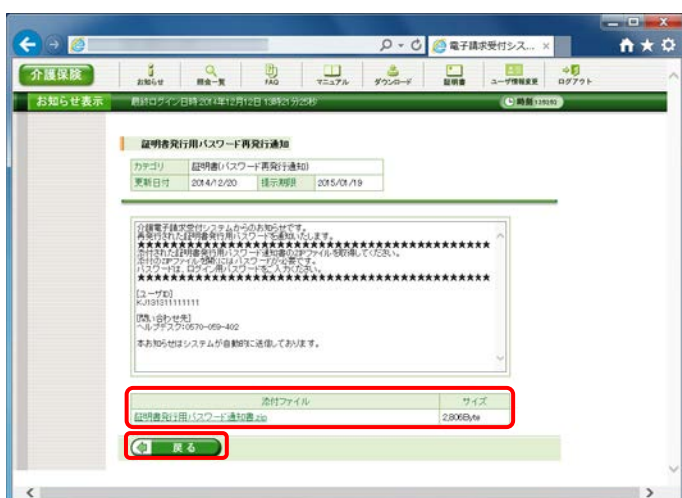 電子請求受付シス... ×
介護保険
お知らせ
照会一覧
FAQ
マニュアル
ダウンロード
証明書
ユーザ情報変更
ログアウト
お知らせ表示
最終ログイン日時:2014年12月12日 13時21分25秒
時刻
証明書発行用パスワード再発行通知
カテゴリ 証明書(パスワード再発行通知)
更新日付 2014/12/20 掲示期限 2015/01/19
介護電子請求受付システムからのお知らせです。
再発行された証明書発行用パスワードを通知いたします。
★★★★★★★★★★★★★★★★★★★★★★★★★★★★★★★★★★★★★★★★
添付された証明書発行用パスワード通知書のZIPファイルを取得してください。
添付のZIPファイルを開くにはパスワードが必要です。
パスワードは、ログイン用パスワードをご入力ください。
★★★★★★★★★★★★★★★★★★★★★★★★★★★★★★★★★★★★★★★★
[ユーザID]
KJ131311111111
[問い合わせ先]
ヘルプデスク:0570-059-402
本お知らせはシステムが自動的に送信しております。
添付ファイル サイズ
証明書発行用パスワード通知書.zip 2,806Byte
戻る